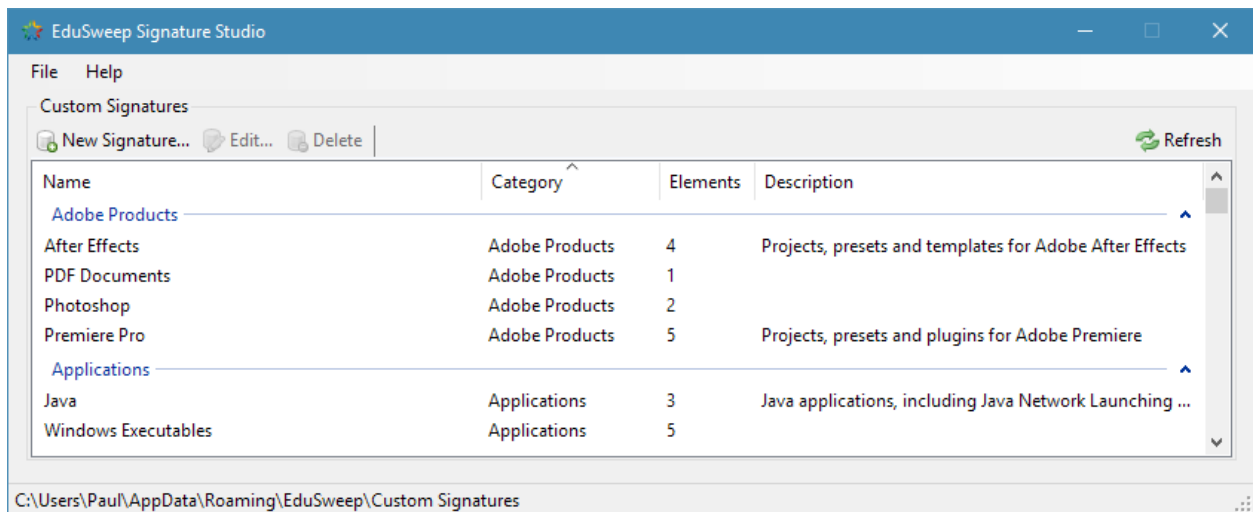 EduSweep Signature Studio
File Help
Custom Signatures
New Signature... Edit... Delete Refresh
Name Category Elements Description
Adobe Products
After Effects Adobe Products 4 Projects, presets and templates for Adobe After Effects
PDF Documents Adobe Products 1
Photoshop Adobe Products 2
Premiere Pro Adobe Products 5 Projects, presets and plugins for Adobe Premiere
Applications
Java Applications 3 Java applications, including Java Network Launching ...
Windows Executables Applications 5
C:\Users\Paul\AppData\Roaming\EduSweep\Custom Signatures